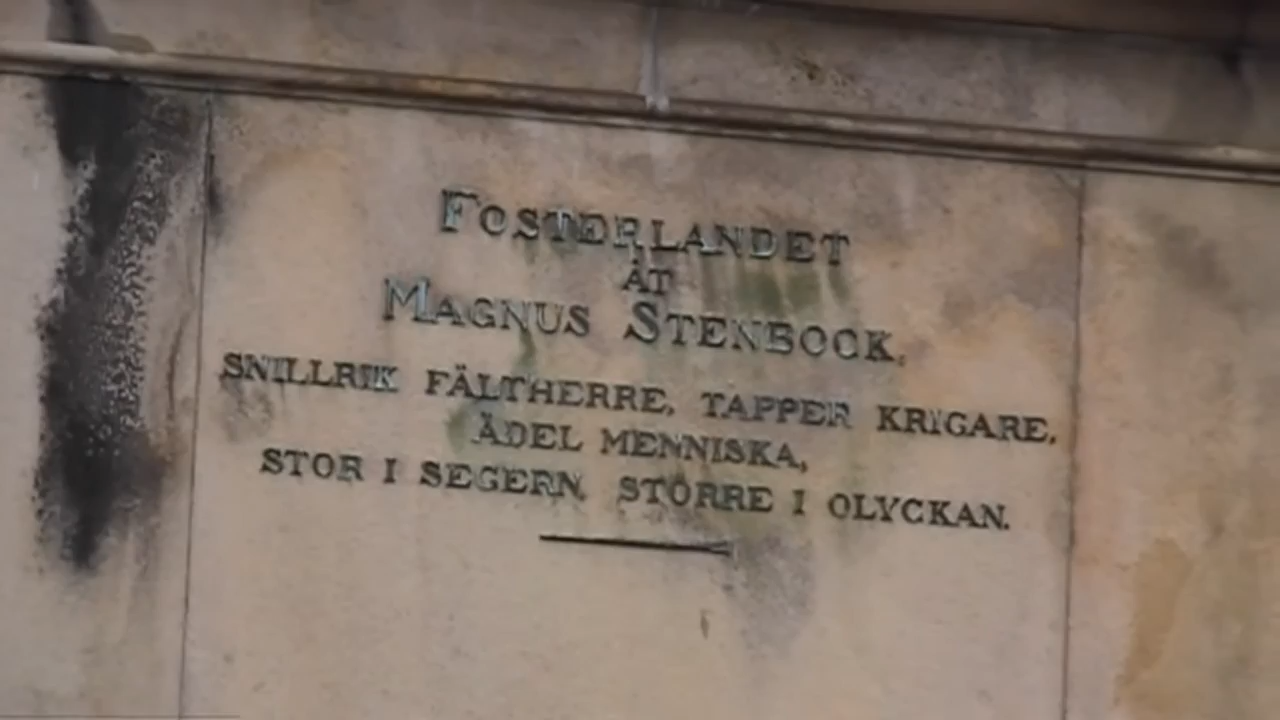 FOSTERLANDET
ÅT
MAGNUS STENBOCK,
SNILLRIK FÄLTHERRE, TAPPER KRIGARE,
ÄDEL MENNISKA,
STOR I SEGERN, STÖRRE I OLYCKAN.